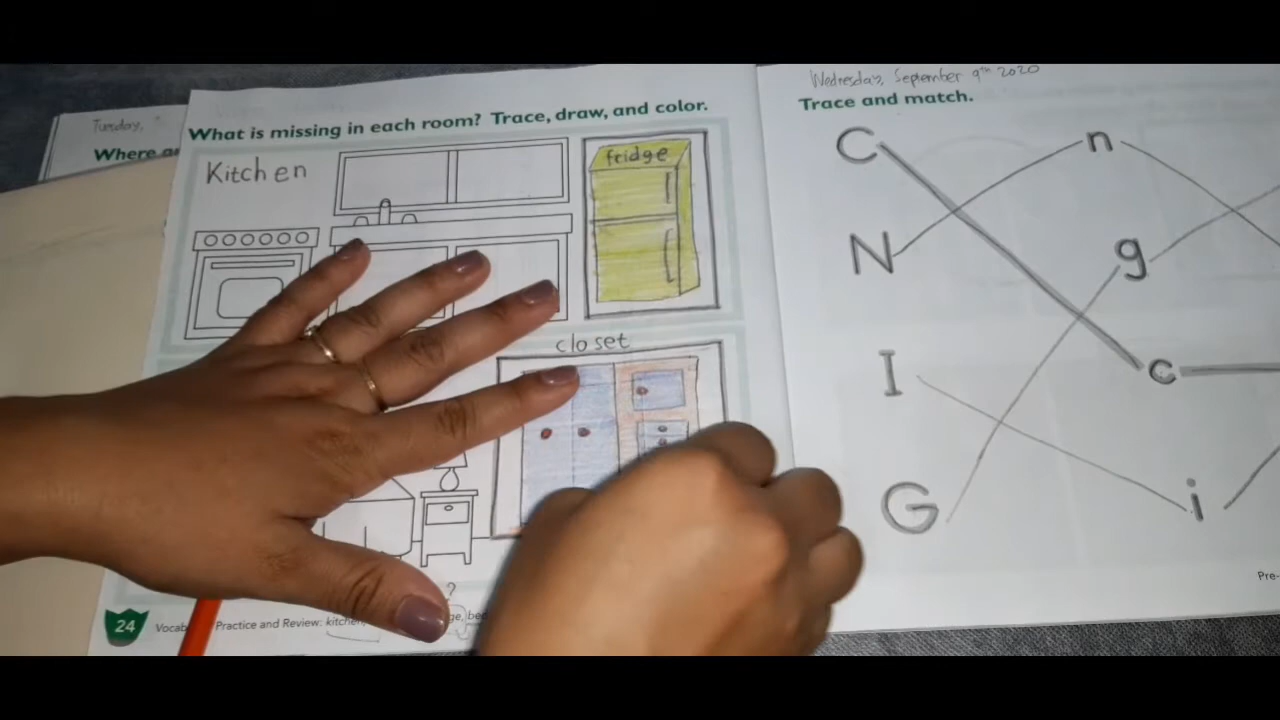 Tuesday,
Where
What is missing in each room? Trace, draw, and color.
Kitchen
fridge
closet
?
24 Practice and Review: kitchen,
bed
Wednesday, September 9th 2020
Trace and match.
C n
N g
I c
G i
Pre-